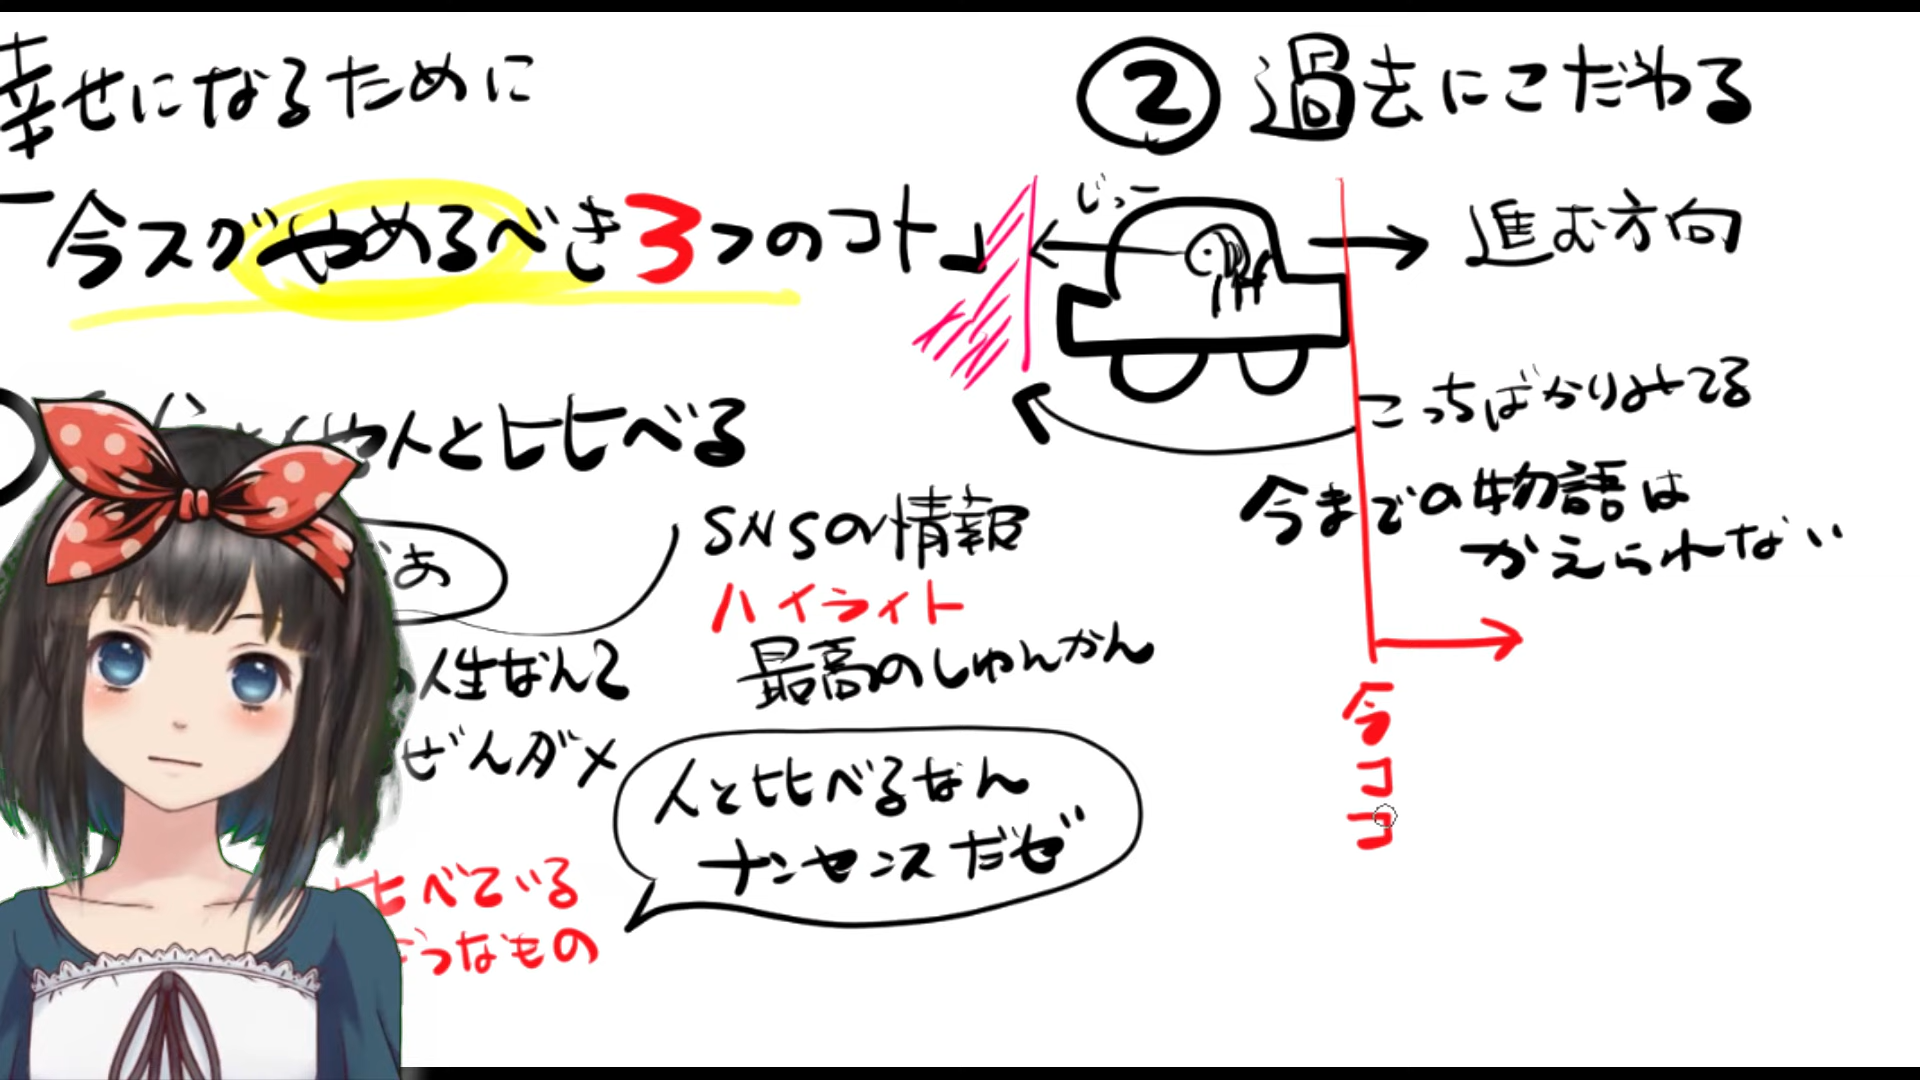 幸せになるために
「今スグやめるべき3つのコト」
人と比べる
SNSの情報
ハイライト
最高のしゅんかん
なぁ
人生なんて
ぜんダメ
人と比べるなん
ナンセンスだぜ
比べている
ようなもの
② 過去にこだわる
じっー
進む方向
こっちばかりみてる
今までの物語は
かえられない
今ココ